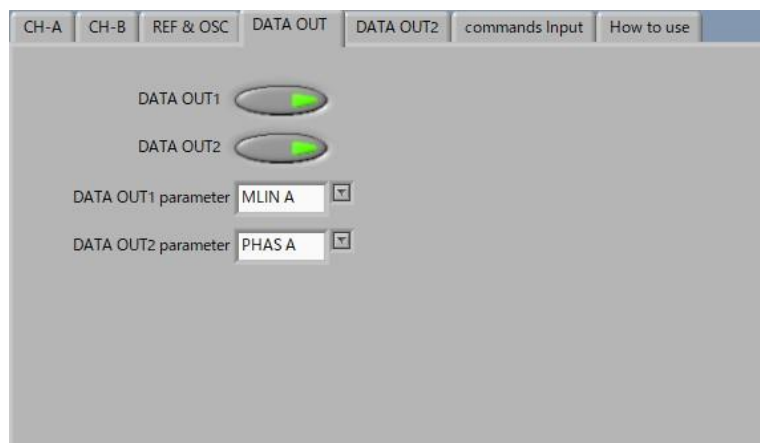 CH-A CH-B REF & OSC DATA OUT DATA OUT2 commands Input How to use
DATA OUT1
DATA OUT2
DATA OUT1 parameter MLIN A
DATA OUT2 parameter PHAS A